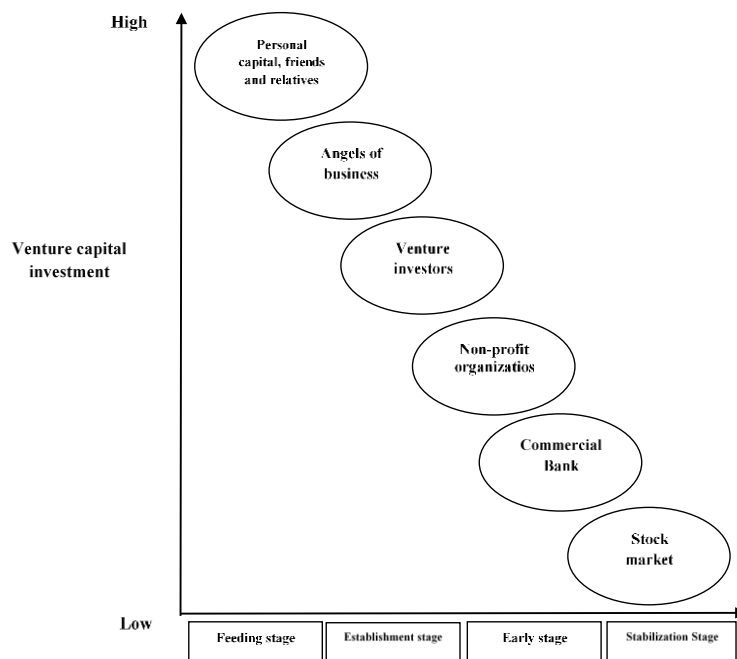 High
Personal
capital, friends
and relatives
Angels of
business
Venture capital
investment
Venture
investors
Non-profit
organizatios
Commercial
Bank
Stock
market
Low
Feeding stage
Establishment stage
Early stage
Stabilization Stage